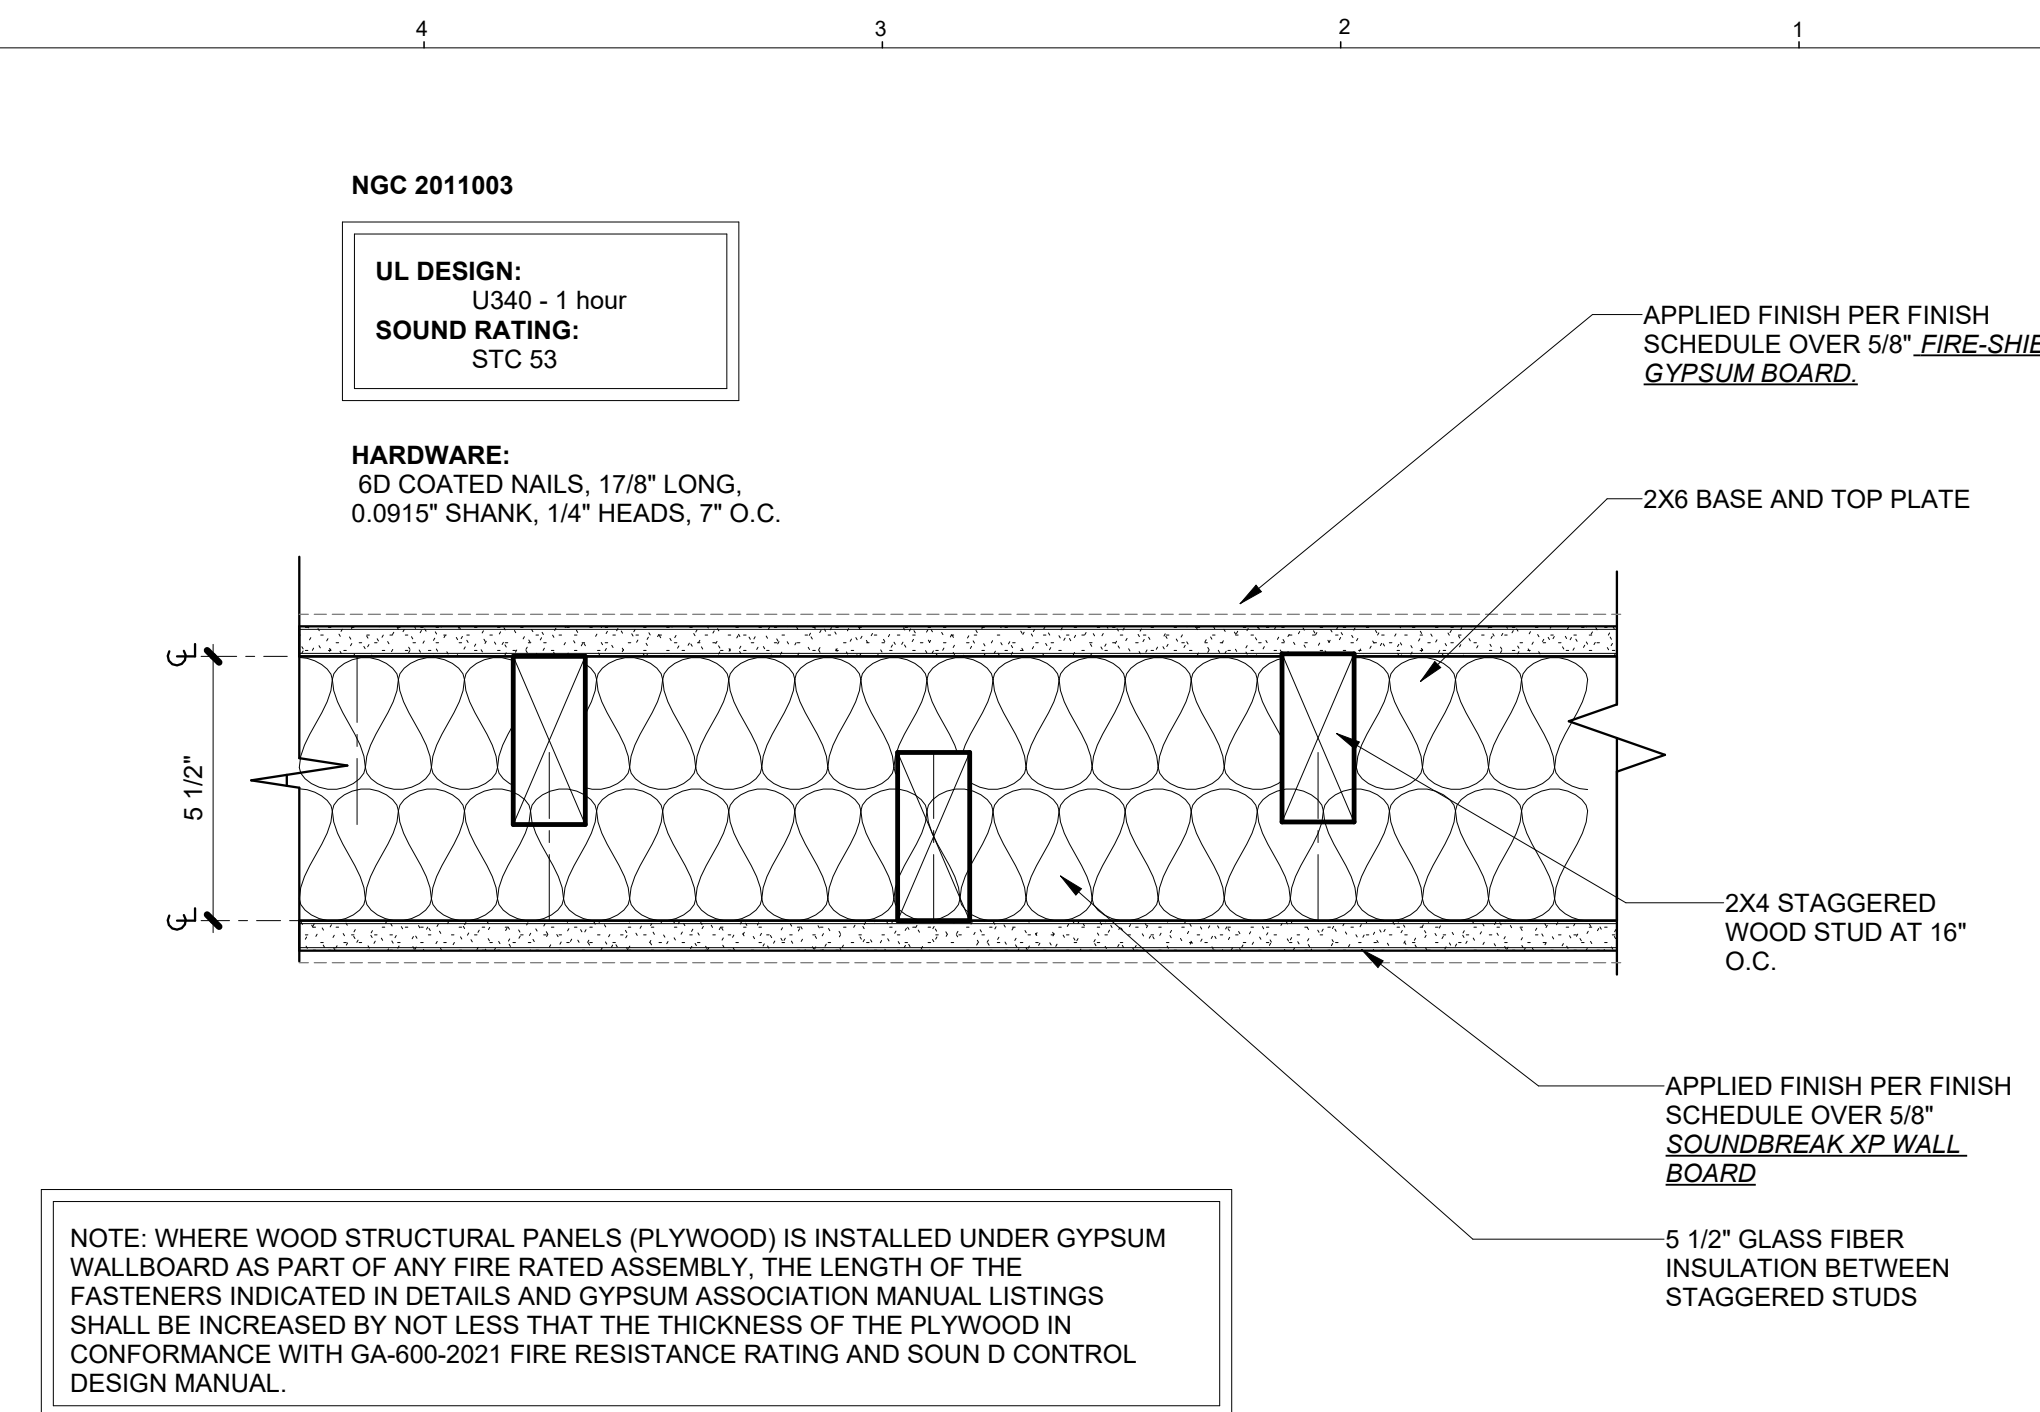 4 3 2 1
NGC 2011003
UL DESIGN:
U340 - 1 hour
SOUND RATING:
STC 53
HARDWARE:
6D COATED NAILS, 17/8" LONG,
0.0915" SHANK, 1/4" HEADS, 7" O.C.
APPLIED FINISH PER FINISH
SCHEDULE OVER 5/8"
GYPSUM BOARD.
2X6 BASE AND TOP PLATE
CL
5 1/2"
CL
2X4 STAGGERED
WOOD STUD AT 16"
O.C.
APPLIED FINISH PER FINISH
SCHEDULE OVER 5/8"
SOUNDBREAK XP WALL
BOARD
5 1/2" GLASS FIBER
INSULATION BETWEEN
STAGGERED STUDS
NOTE: WHERE WOOD STRUCTURAL PANELS (PLYWOOD) IS INSTALLED UNDER GYPSUM
WALLBOARD AS PART OF ANY FIRE RATED ASSEMBLY, THE LENGTH OF THE
FASTENERS INDICATED IN DETAILS AND GYPSUM ASSOCIATION MANUAL LISTINGS
SHALL BE INCREASED BY NOT LESS THAT THE THICKNESS OF THE PLYWOOD IN
CONFORMANCE WITH GA-600-2021 FIRE RESISTANCE RATING AND SOUN D CONTROL
DESIGN MANUAL.